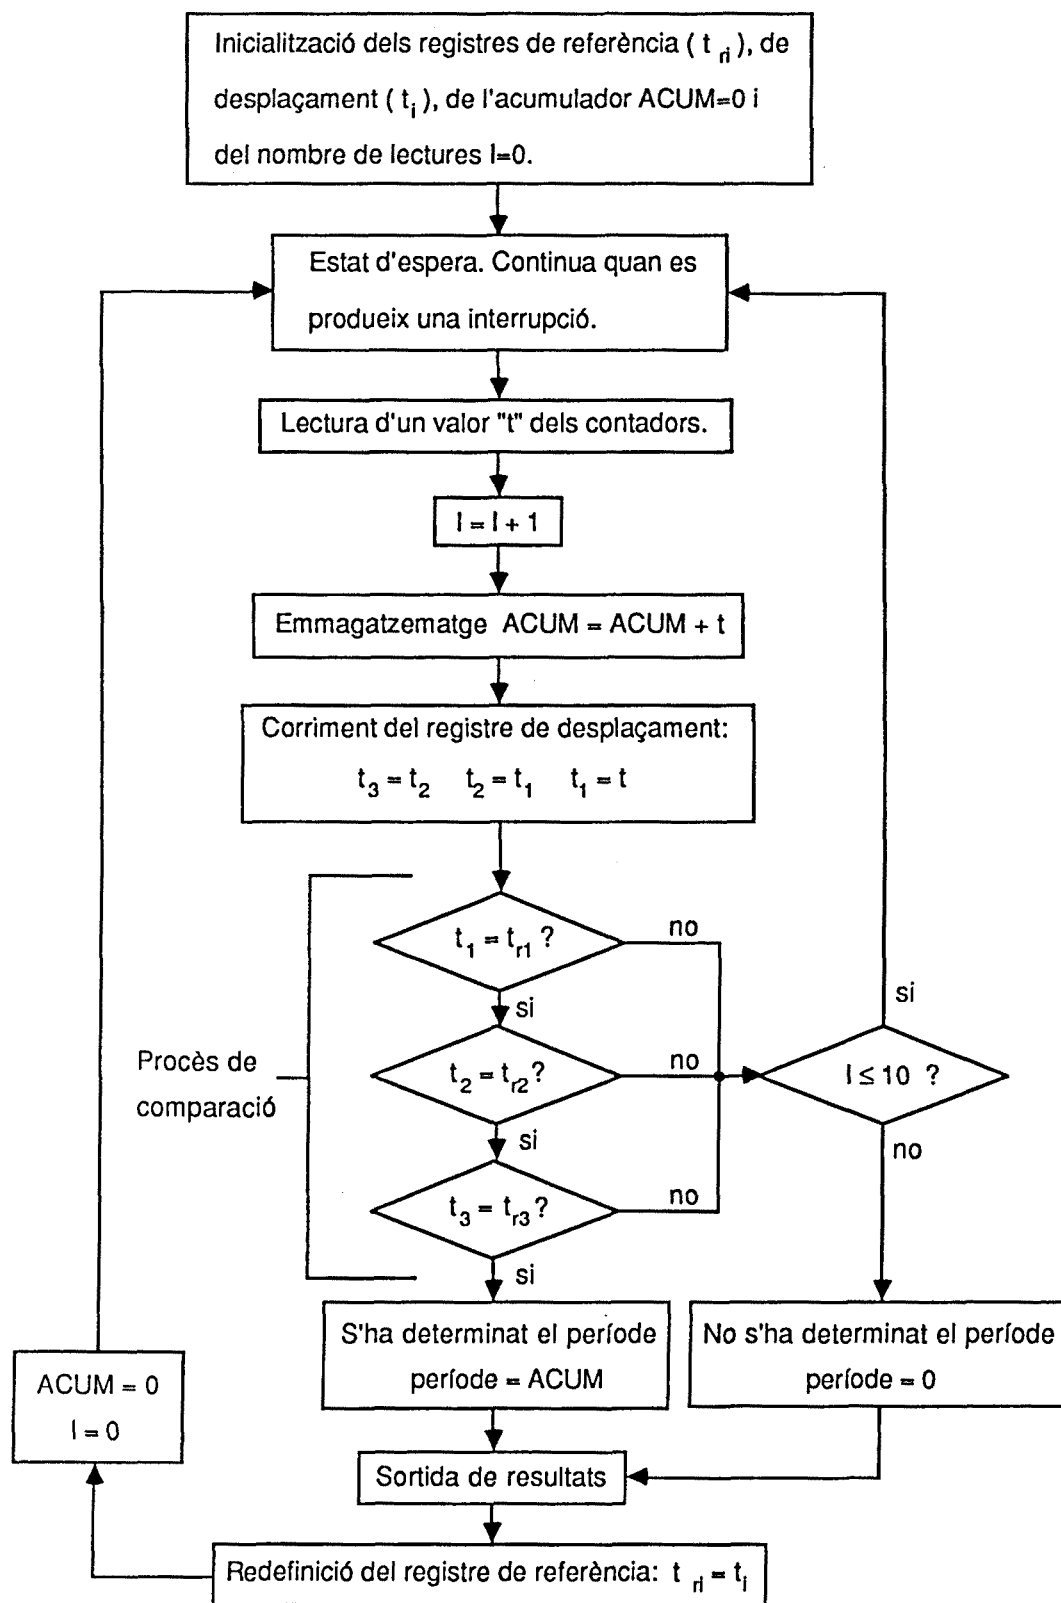 Inicialització dels registres de referència ( t ri ), de
desplaçament ( ti ), de l'acumulador ACUM=0 i
del nombre de lectures I=0.
Estat d'espera. Continua quan es
produeix una interrupció.
Lectura d'un valor "t" dels contadors.
I = I + 1
Emmagatzematge ACUM = ACUM + t
Corriment del registre de desplaçament:
t3 = t2 t2 = t1 t1 = t
t1 = tr1 ?
no
si
t2 = tr2?
no
si
t3 = tr3?
no
si
Procès de
comparació
I ≤ 10 ?
si
no
S'ha determinat el període
període = ACUM
No s'ha determinat el període
període = 0
ACUM = 0
I = 0
Sortida de resultats
Redefinició del registre de referència: t ri = ti